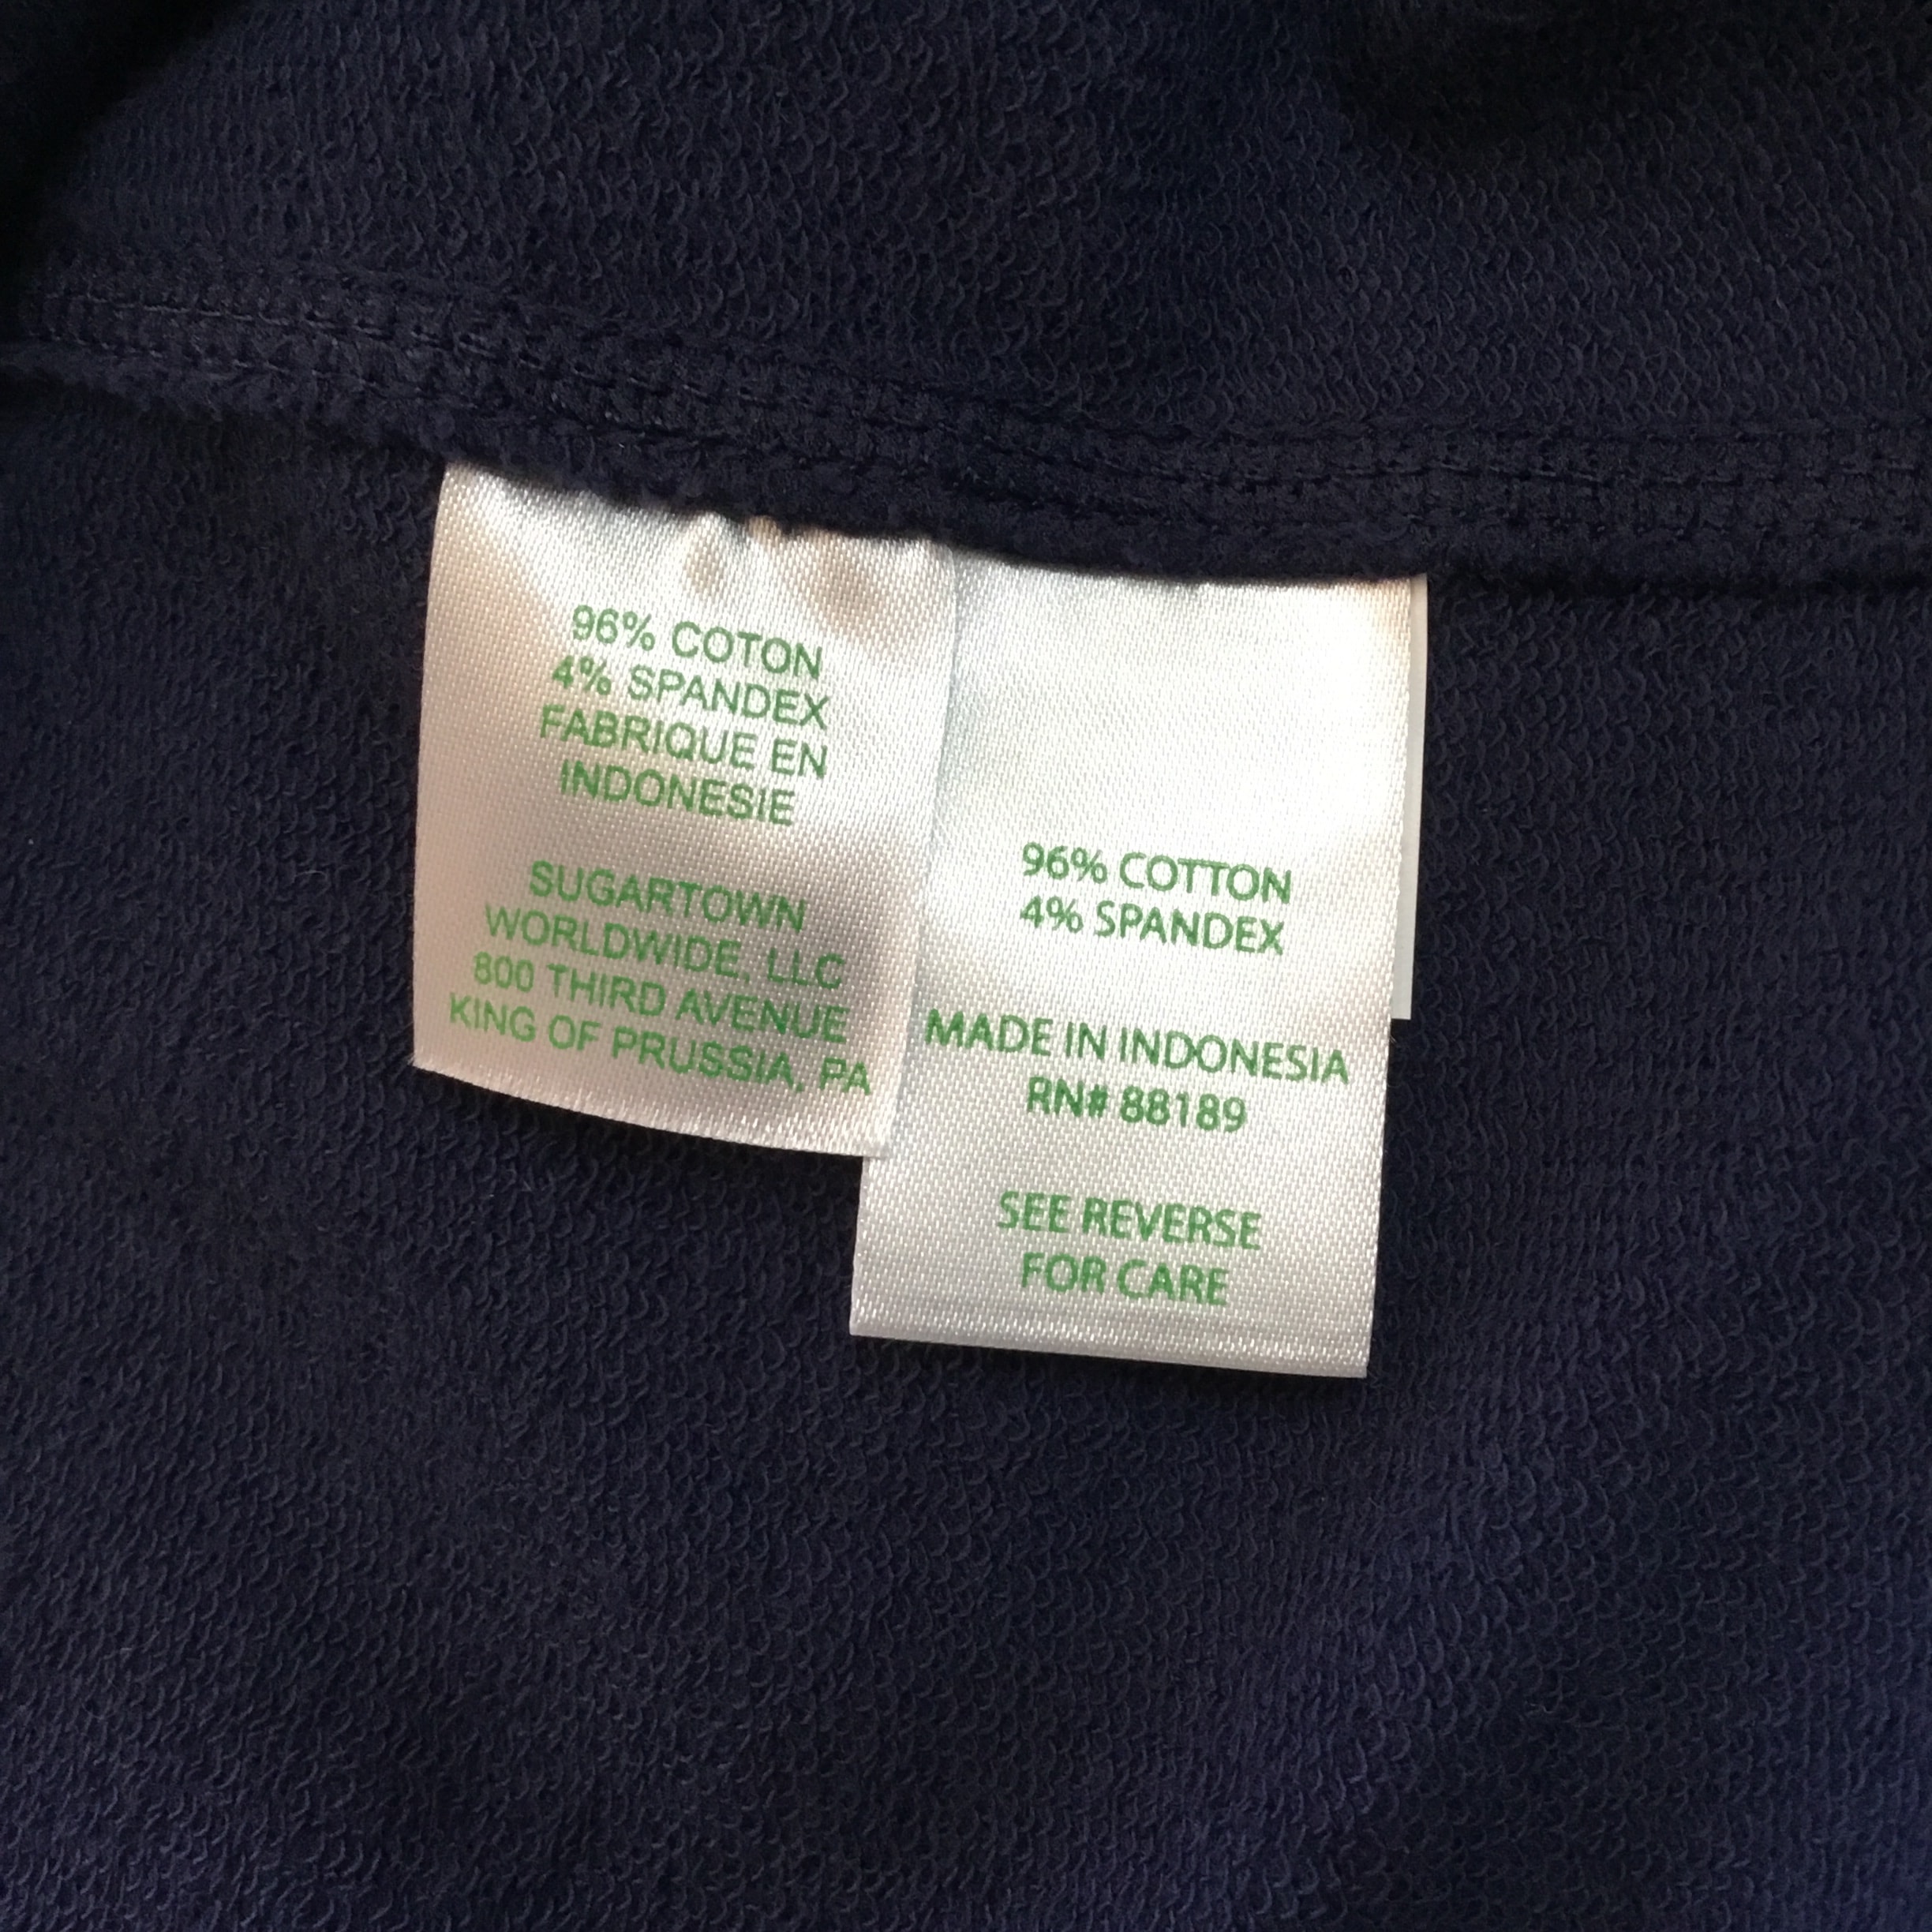 96% COTON
4% SPANDEX
FABRIQUE EN
INDONESIE
SUGARTOWN
WORLDWIDE, LLC
800 THIRD AVENUE
KING OF PRUSSIA, PA
96% COTTON
4% SPANDEX
MADE IN INDONESIA
RN# 88189
SEE REVERSE
FOR CARE